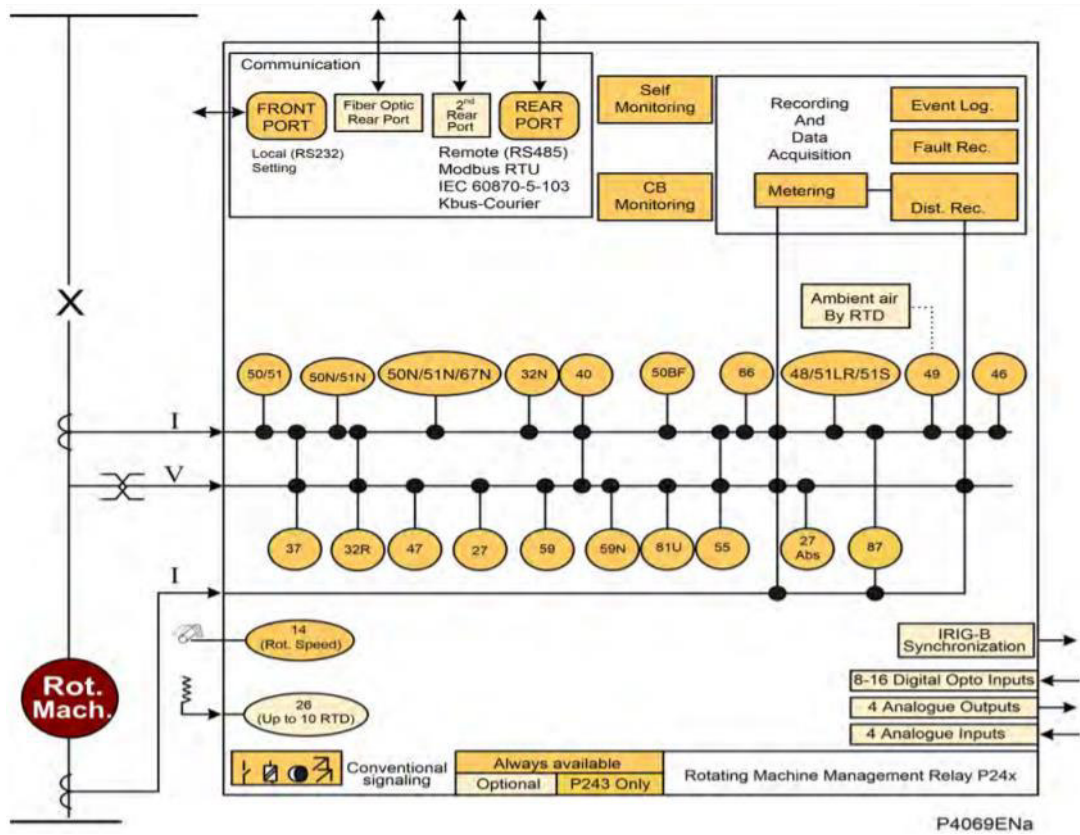 Communication
FRONT
PORT
Local (RS232)
Setting
Fiber Optic
Rear Port
2nd
Rear
Port
REAR
PORT
Remote (RS485)
Modbus RTU
IEC 60870-5-103
Kbus-Courier
Self
Monitoring
CB
Monitoring
Recording
And
Data
Acquisition
Event Log.
Fault Rec.
Metering
Dist. Rec.
Ambient air
By RTD
50/51
50N/51N
50N/51N/67N
32N
40
50BF
66
48/51LR/51S
49
46
I
V
37
32R
47
27
59
59N
81U
55
27
Abs
87
I
14
(Rot. Speed)
26
(Up to 10 RTD)
Rot.
Mach.
IRIG-B
Synchronization
8-16 Digital Opto Inputs
4 Analogue Outputs
4 Analogue Inputs
Conventional
signaling
Always available
Optional
P243 Only
Rotating Machine Management Relay P24x
P4069ENa